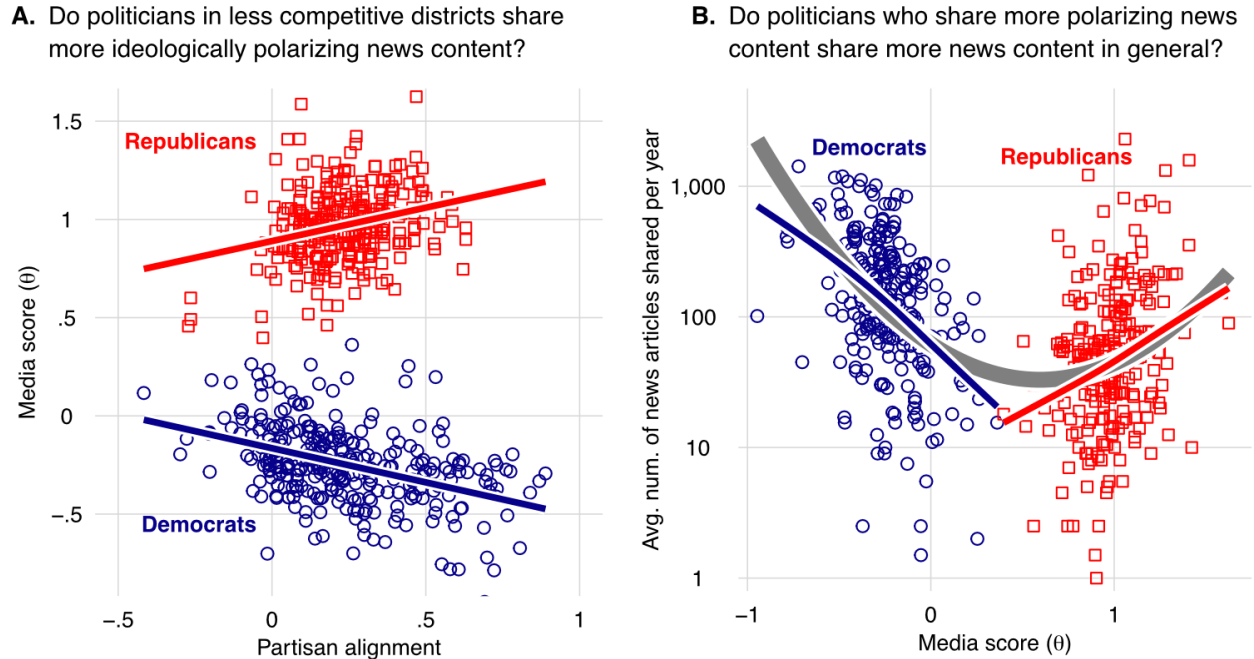 A. Do politicians in less competitive districts share
more ideologically polarizing news content?
Media score (θ)
1.5
1
.5
0
−.5
Republicans
Democrats
−.5
0
.5
1
Partisan alignment
B. Do politicians who share more polarizing news
content share more news content in general?
Avg. num. of news articles shared per year
1,000
100
10
1
Democrats
Republicans
−1
0
1
Media score (θ)